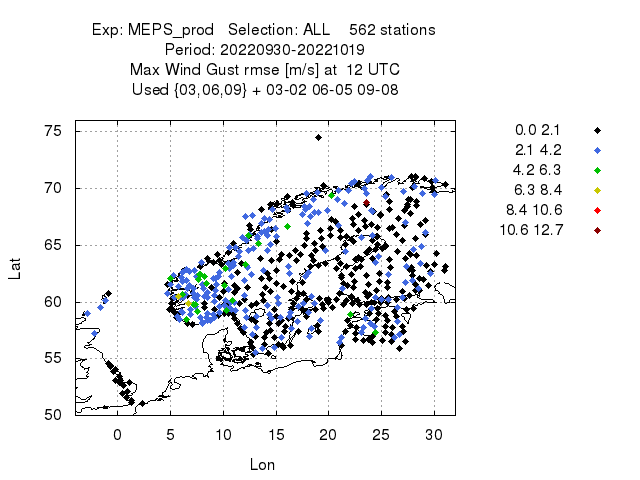 Exp: MEPS_prod Selection: ALL 562 stations
Period: 20220930-20221019
Max Wind Gust rmse [m/s] at 12 UTC
Used {03,06,09} + 03-02 06-05 09-08
0.0 2.1
2.1 4.2
4.2 6.3
6.3 8.4
8.4 10.6
10.6 12.7
75
70
65
60
55
50
Lat
0 5 10 15 20 25 30
Lon